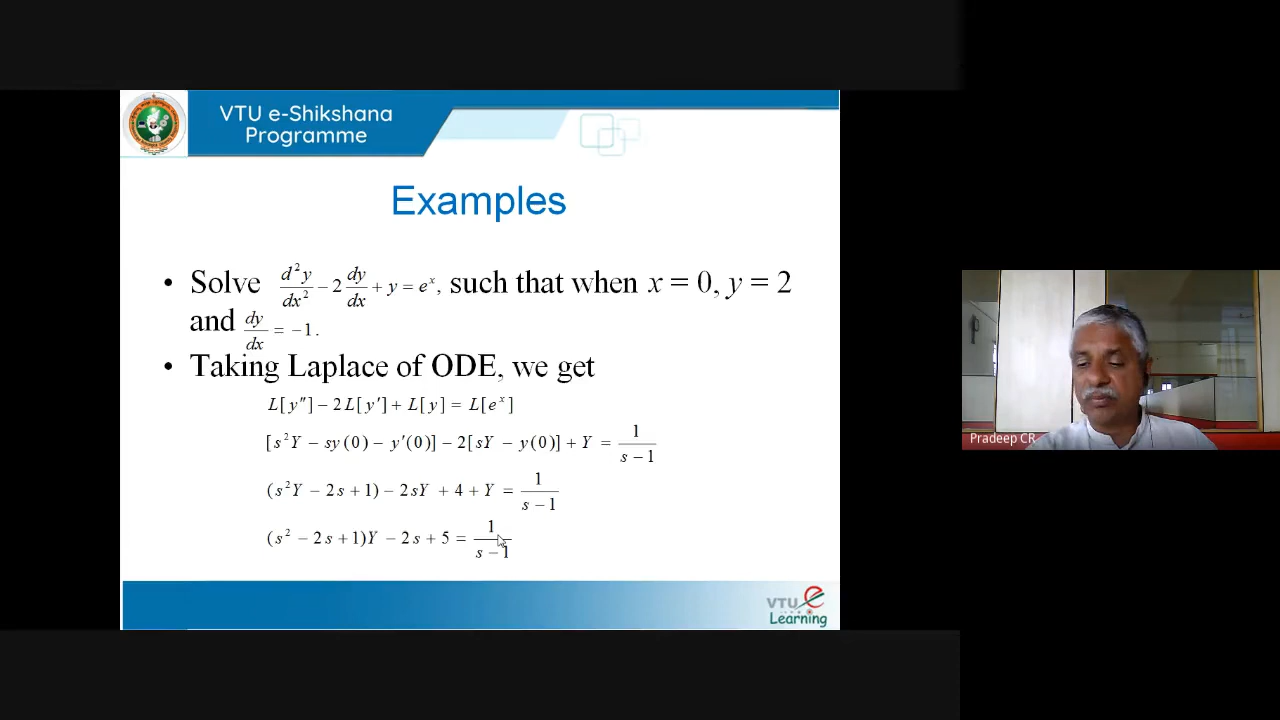 VTU e-Shikshana
Programme
Examples
• Solve d²y/dx² − 2 dy/dx + y = eˣ, such that when x = 0, y = 2
and dy/dx = −1.
• Taking Laplace of ODE, we get
L[y″] − 2L[y′] + L[y] = L[eˣ]
[s²Y − sy(0) − y′(0)] − 2[sY − y(0)] + Y = 1/(s − 1)
(s²Y − 2s + 1) − 2sY + 4 + Y = 1/(s − 1)
(s² − 2s + 1)Y − 2s + 5 = 1/(s − 1)
VTU e
Learning
Pradeep CR